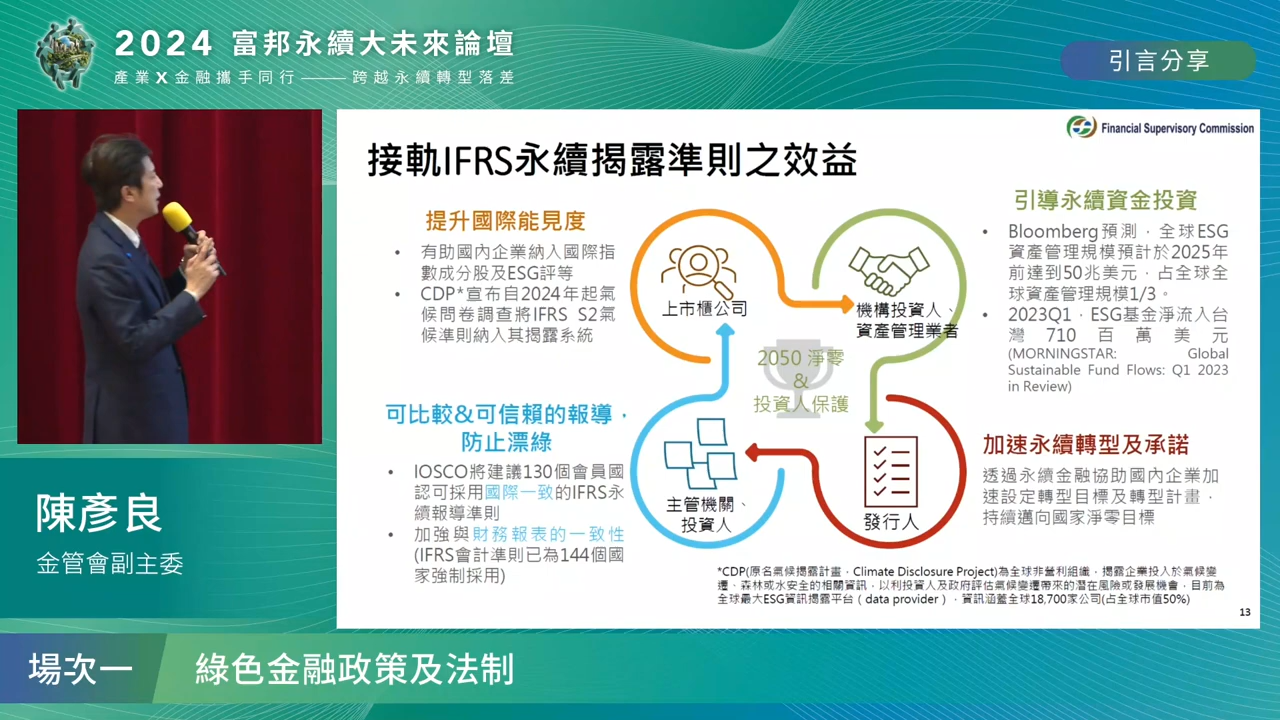 2024 富邦永續大未來論壇
產業X金融攜手同行——跨越永續轉型落差
引言分享
Financial Supervisory Commission
接軌IFRS永續揭露準則之效益
提升國際能見度
• 有助國內企業納入國際指
數成分股及ESG評等
• CDP*宣布自2024年起氣
候問卷調查將IFRS S2氣
候準則納入其揭露系統
上市櫃公司
機構投資人、
資產管理業者
引導永續資金投資
• Bloomberg預測，全球ESG
資產管理規模預計於2025年
前達到50兆美元，占全球全
球資產管理規模1/3。
• 2023Q1，ESG基金淨流入台
灣 710 百萬美元
(MORNINGSTAR: Global
Sustainable Fund Flows: Q1 2023
in Review)
2050 淨零
&
投資人保護
可比較&可信賴的報導，
防止漂綠
• IOSCO將建議130個會員國
認可採用國際一致的IFRS永
續報導準則
• 加強與財務報表的一致性
(IFRS會計準則已為144個國
家強制採用)
主管機關、
投資人
發行人
加速永續轉型及承諾
透過永續金融協助國內企業加
速設定轉型目標及轉型計畫，
持續邁向國家淨零目標
*CDP(原名氣候揭露計畫，Climate Disclosure Project)為全球非營利組織，揭露企業投入於氣候變
遷、森林或水安全的相關資訊，以利投資人及政府評估氣候變遷帶來的潛在風險或發展機會，目前為
全球最大ESG資訊揭露平台（data provider），資訊涵蓋全球18,700家公司(占全球市值50%)
13
陳彥良
金管會副主委
場次一
綠色金融政策及法制